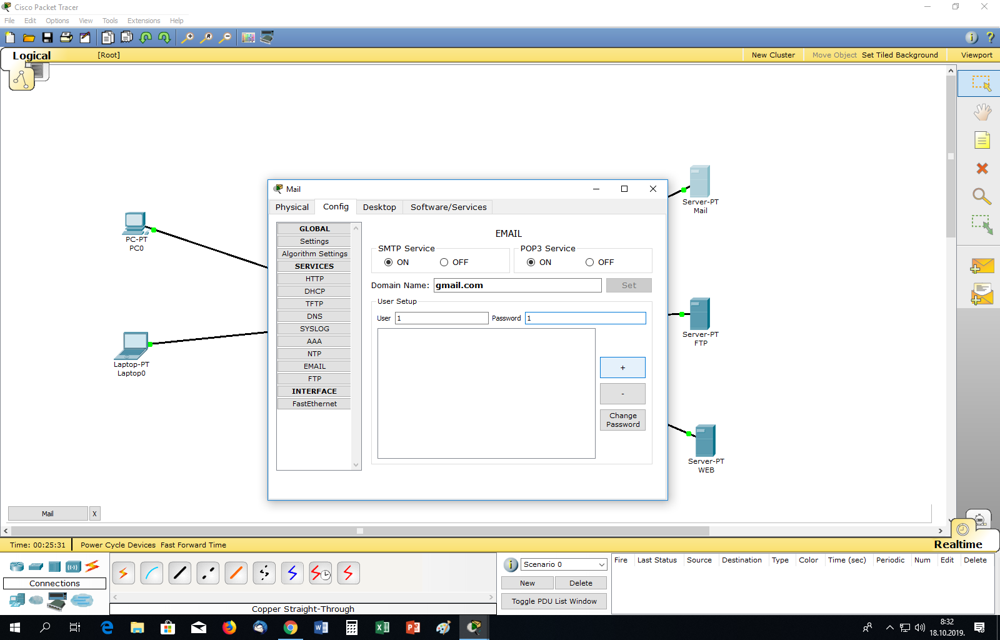 Cisco Packet Tracer
File Edit Options View Tools Extensions Help
Logical [Root] New Cluster Move Object Set Tiled Background Viewport
Server-PT
Mail
PC-PT
PC0
Laptop-PT
Laptop0
Server-PT
FTP
Server-PT
WEB
Mail
Physical Config Desktop Software/Services
GLOBAL
Settings
Algorithm Settings
SERVICES
HTTP
DHCP
TFTP
DNS
SYSLOG
AAA
NTP
EMAIL
FTP
INTERFACE
FastEthernet
EMAIL
SMTP Service POP3 Service
ON OFF ON OFF
Domain Name: gmail.com Set
User Setup
User 1 Password 1
+
-
Change
Password
Mail X
Time: 00:25:31 Power Cycle Devices Fast Forward Time Realtime
Connections
Copper Straight-Through
Scenario 0
New Delete
Toggle PDU List Window
Fire Last Status Source Destination Type Color Time (sec) Periodic Num Edit Delete
8:32
18.10.2019.